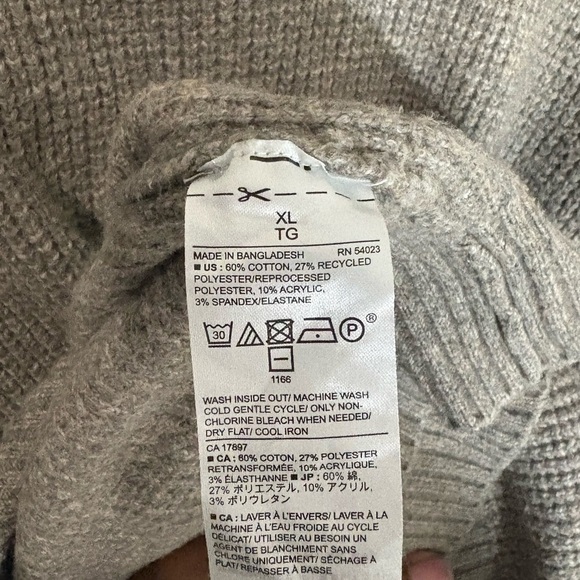 XL
TG
MADE IN BANGLADESH RN 54023
■ US : 60% COTTON, 27% RECYCLED
POLYESTER/REPROCESSED
POLYESTER, 10% ACRYLIC,
3% SPANDEX/ELASTANE
30 P ®
1166
WASH INSIDE OUT/ MACHINE WASH
COLD GENTLE CYCLE/ ONLY NON-
CHLORINE BLEACH WHEN NEEDED/
DRY FLAT/ COOL IRON
CA 17897
■ CA : 60% COTON, 27% POLYESTER
RETRANSFORMÉE, 10% ACRYLIQUE,
3% ÉLASTHANNE ■ JP : 60% 綿,
27% ポリエステル, 10% アクリル,
3% ポリウレタン
■ CA : LAVER À L'ENVERS/ LAVER À LA
MACHINE À L'EAU FROIDE AU CYCLE
DÉLICAT/ UTILISER AU BESOIN UN
AGENT DE BLANCHIMENT SANS
CHLORE UNIQUEMENT/ SÉCHAGE À
PLAT/ REPASSER À BASSE